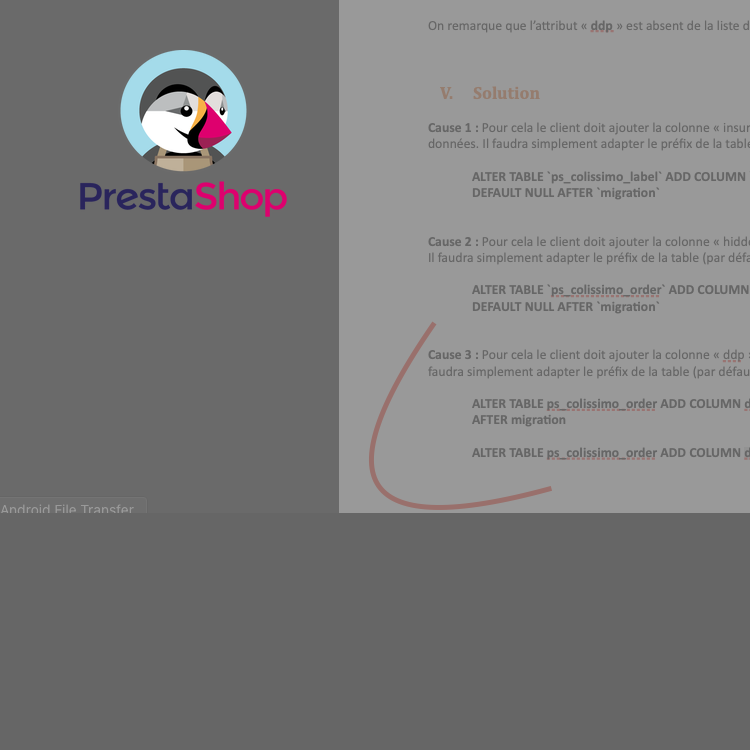 PrestaShop
On remarque que l'attribut « ddp » est absent de la liste d
V. Solution
Cause 1 : Pour cela le client doit ajouter la colonne « insur
données. Il faudra simplement adapter le préfix de la table
ALTER TABLE `ps_colissimo_label` ADD COLUMN
DEFAULT NULL AFTER `migration`
Cause 2 : Pour cela le client doit ajouter la colonne « hidd
Il faudra simplement adapter le préfix de la table (par défa
ALTER TABLE `ps_colissimo_order` ADD COLUMN
DEFAULT NULL AFTER `migration`
Cause 3 : Pour cela le client doit ajouter la colonne « ddp »
faudra simplement adapter le préfix de la table (par défau
ALTER TABLE ps_colissimo_order ADD COLUMN d
AFTER migration
ALTER TABLE ps_colissimo_order ADD COLUMN d
Android File Transfer